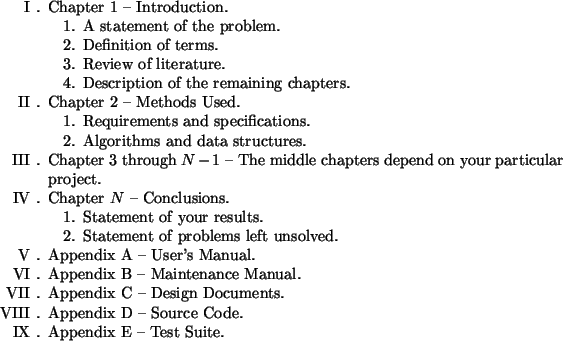 I . Chapter 1 – Introduction.
1. A statement of the problem.
2. Definition of terms.
3. Review of literature.
4. Description of the remaining chapters.
II . Chapter 2 – Methods Used.
1. Requirements and specifications.
2. Algorithms and data structures.
III . Chapter 3 through N − 1 – The middle chapters depend on your particular
project.
IV . Chapter N – Conclusions.
1. Statement of your results.
2. Statement of problems left unsolved.
V . Appendix A – User's Manual.
VI . Appendix B – Maintenance Manual.
VII . Appendix C – Design Documents.
VIII . Appendix D – Source Code.
IX . Appendix E – Test Suite.